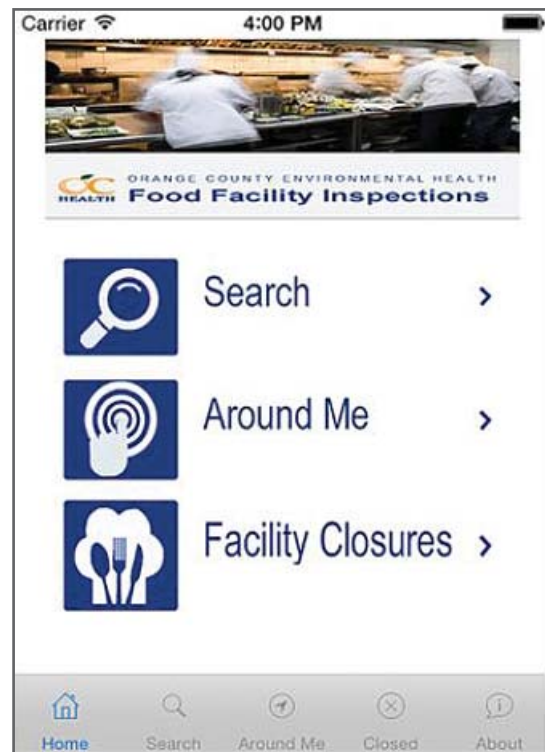 Carrier 4:00 PM
ORANGE COUNTY ENVIRONMENTAL HEALTH
OC HEALTH Food Facility Inspections
Search
Around Me
Facility Closures
Home Search Around Me Closed About